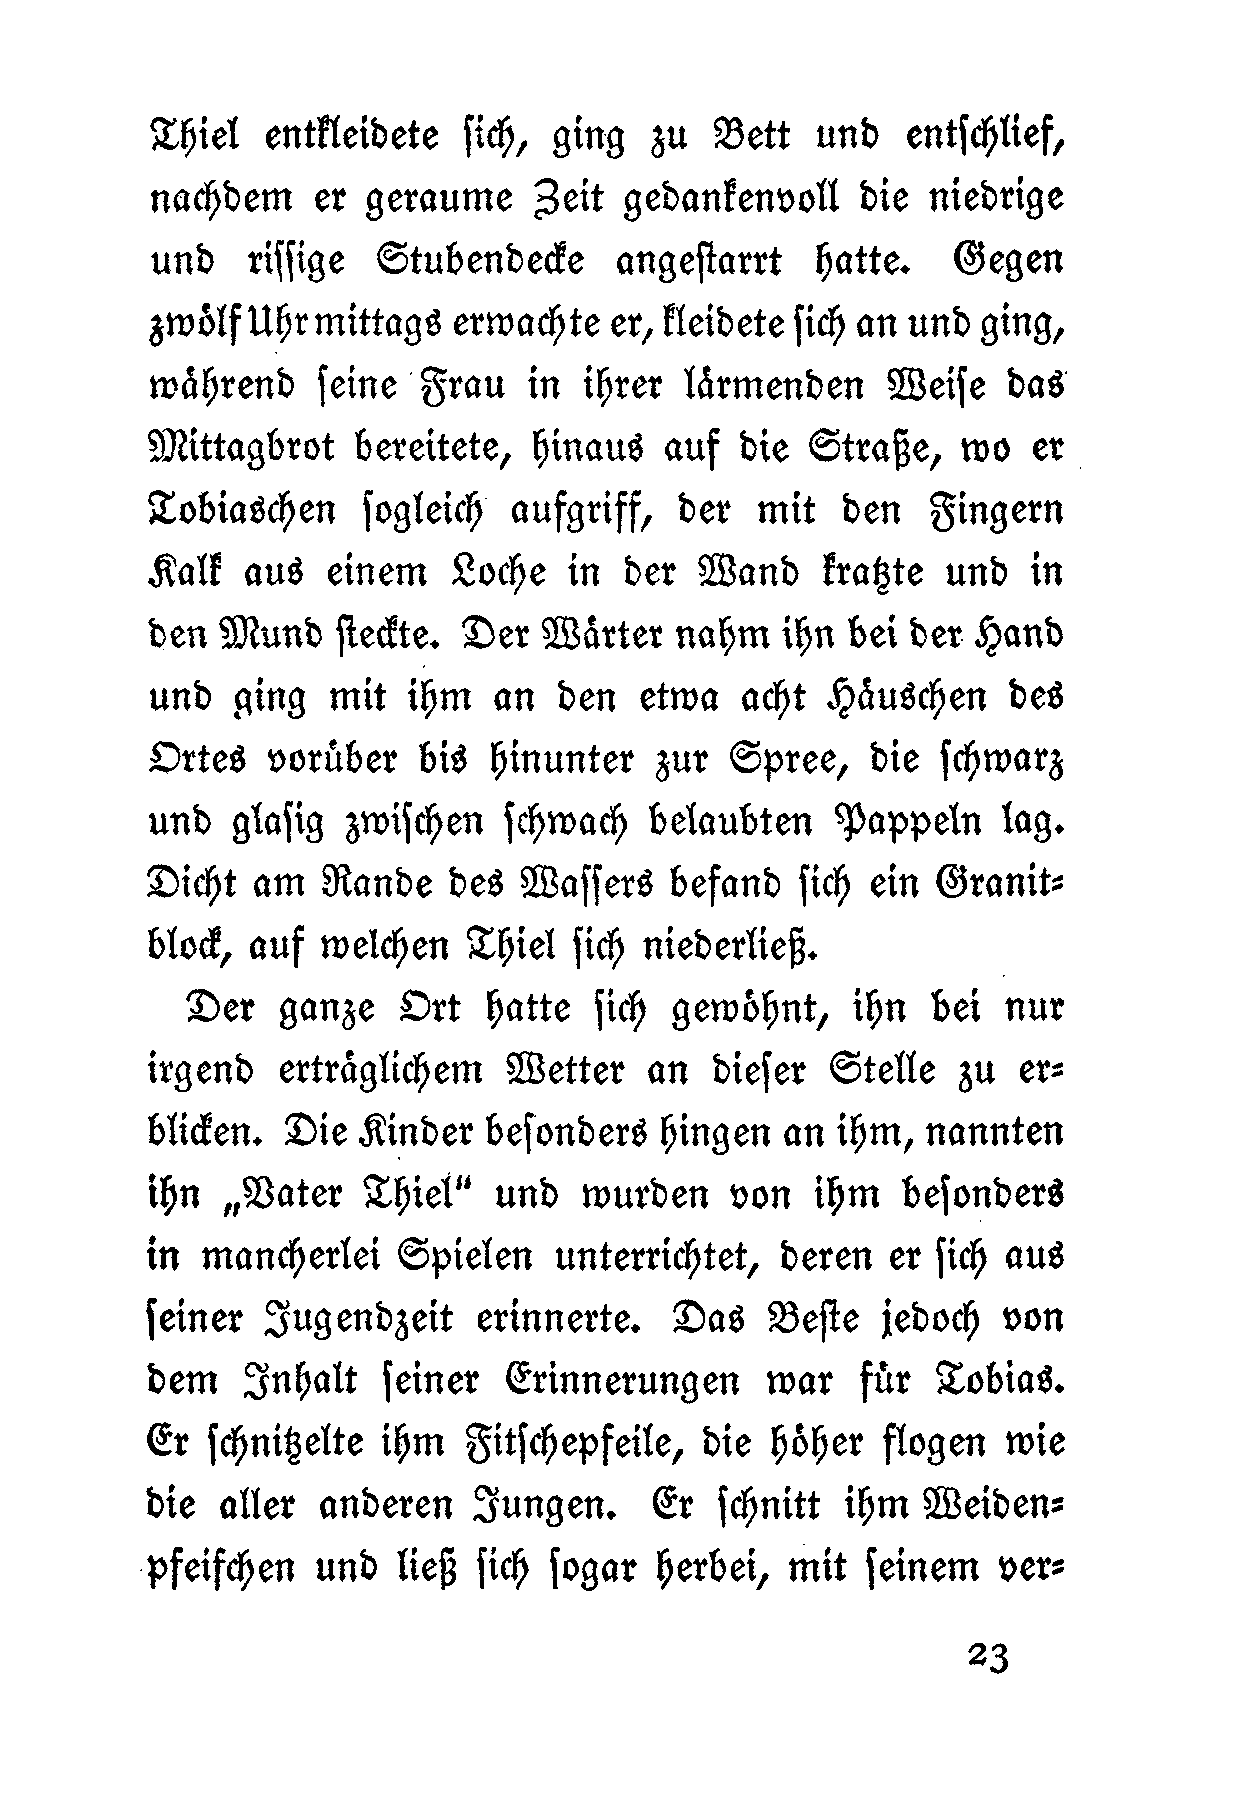 Thiel entkleidete ſich, ging zu Bett und entſchlief,
nachdem er geraume Zeit gedankenvoll die niedrige
und riſſige Stubendecke angeſtarrt hatte. Gegen
zwölf Uhr mittags erwachte er, kleidete ſich an und ging,
während ſeine Frau in ihrer lärmenden Weiſe das
Mittagbrot bereitete, hinaus auf die Straße, wo er
Tobiaschen ſogleich aufgriff, der mit den Fingern
Kalk aus einem Loche in der Wand kratzte und in
den Mund ſteckte. Der Wärter nahm ihn bei der Hand
und ging mit ihm an den etwa acht Häuschen des
Ortes vorüber bis hinunter zur Spree, die ſchwarz
und glaſig zwiſchen ſchwach belaubten Pappeln lag.
Dicht am Rande des Waſſers befand ſich ein Granit⸗
block, auf welchen Thiel ſich niederließ.
Der ganze Ort hatte ſich gewöhnt, ihn bei nur
irgend erträglichem Wetter an dieſer Stelle zu er⸗
blicken. Die Kinder beſonders hingen an ihm, nannten
ihn „Vater Thiel“ und wurden von ihm beſonders
in mancherlei Spielen unterrichtet, deren er ſich aus
ſeiner Jugendzeit erinnerte. Das Beſte jedoch von
dem Inhalt ſeiner Erinnerungen war für Tobias.
Er ſchnitzelte ihm Fitſchepfeile, die höher flogen wie
die aller anderen Jungen. Er ſchnitt ihm Weiden⸗
pfeifchen und ließ ſich ſogar herbei, mit ſeinem ver⸗
23